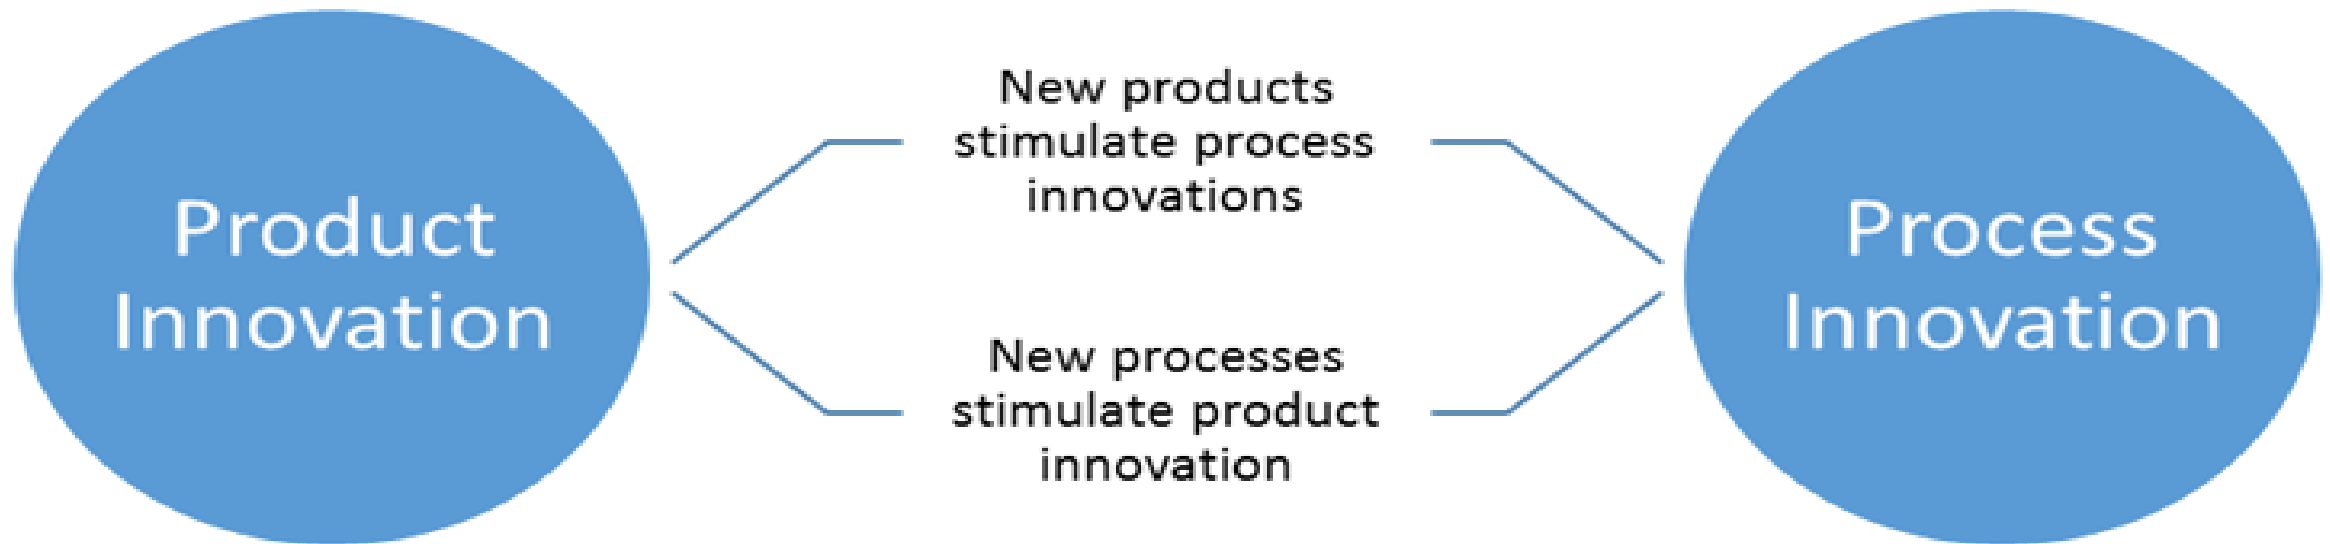 Product
Innovation
New products
stimulate process
innovations
New processes
stimulate product
innovation
Process
Innovation